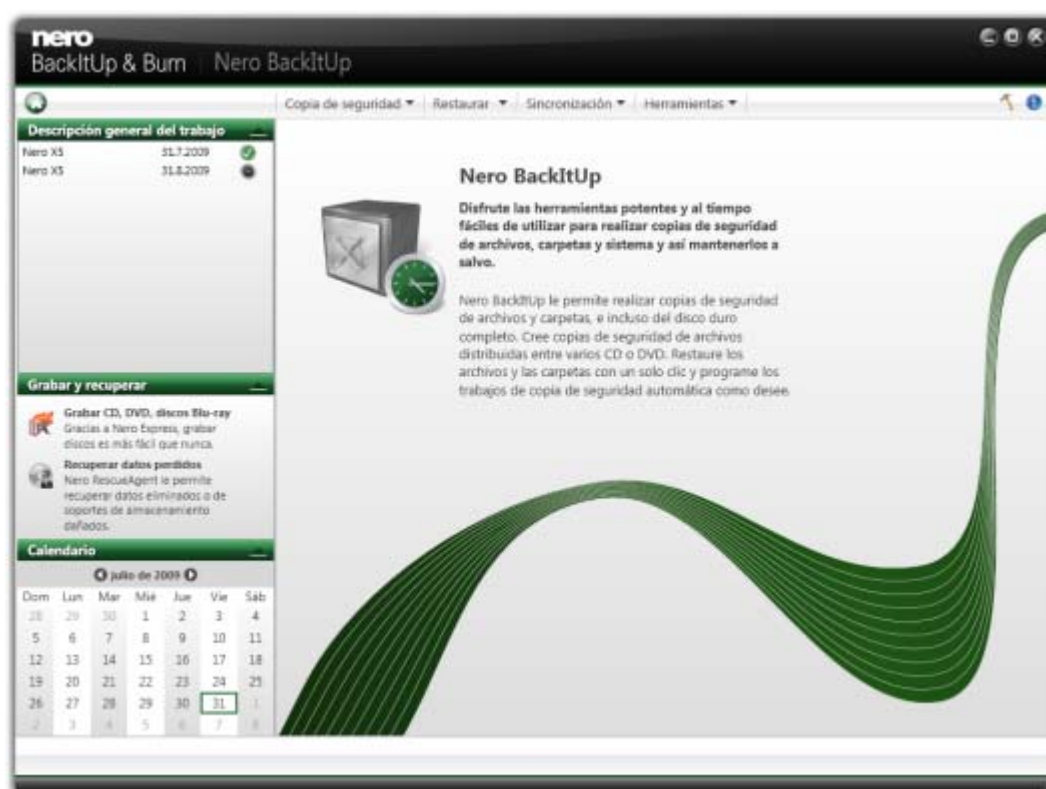 nero
BackItUp & Burn | Nero BackItUp
Copia de seguridad Restaurar Sincronización Herramientas
Descripción general del trabajo
Nero X5 31.7.2009
Nero X5 31.8.2009
Nero BackItUp
Disfrute las herramientas potentes y al tiempo
fáciles de utilizar para realizar copias de seguridad
de archivos, carpetas y sistema y así mantenerlos a
salvo.
Nero BackItUp le permite realizar copias de seguridad
de archivos y carpetas, e incluso del disco duro
completo. Cree copias de seguridad de archivos
distribuidas entre varios CD o DVD. Restaure los
archivos y las carpetas con un solo clic y programe los
trabajos de copia de seguridad automática como desee.
Grabar y recuperar
Grabar CD, DVD, discos Blu-ray
Gracias a Nero Express, grabar
discos es más fácil que nunca.
Recuperar datos perdidos
Nero RescueAgent le permite
recuperar datos eliminados o de
soportes de almacenamiento
dañados.
Calendario
julio de 2009
Dom Lun Mar Mié Jue Vie Sáb
28 29 30 1 2 3 4
5 6 7 8 9 10 11
12 13 14 15 16 17 18
19 20 21 22 23 24 25
26 27 28 29 30 31 1
2 3 4 5 6 7 8